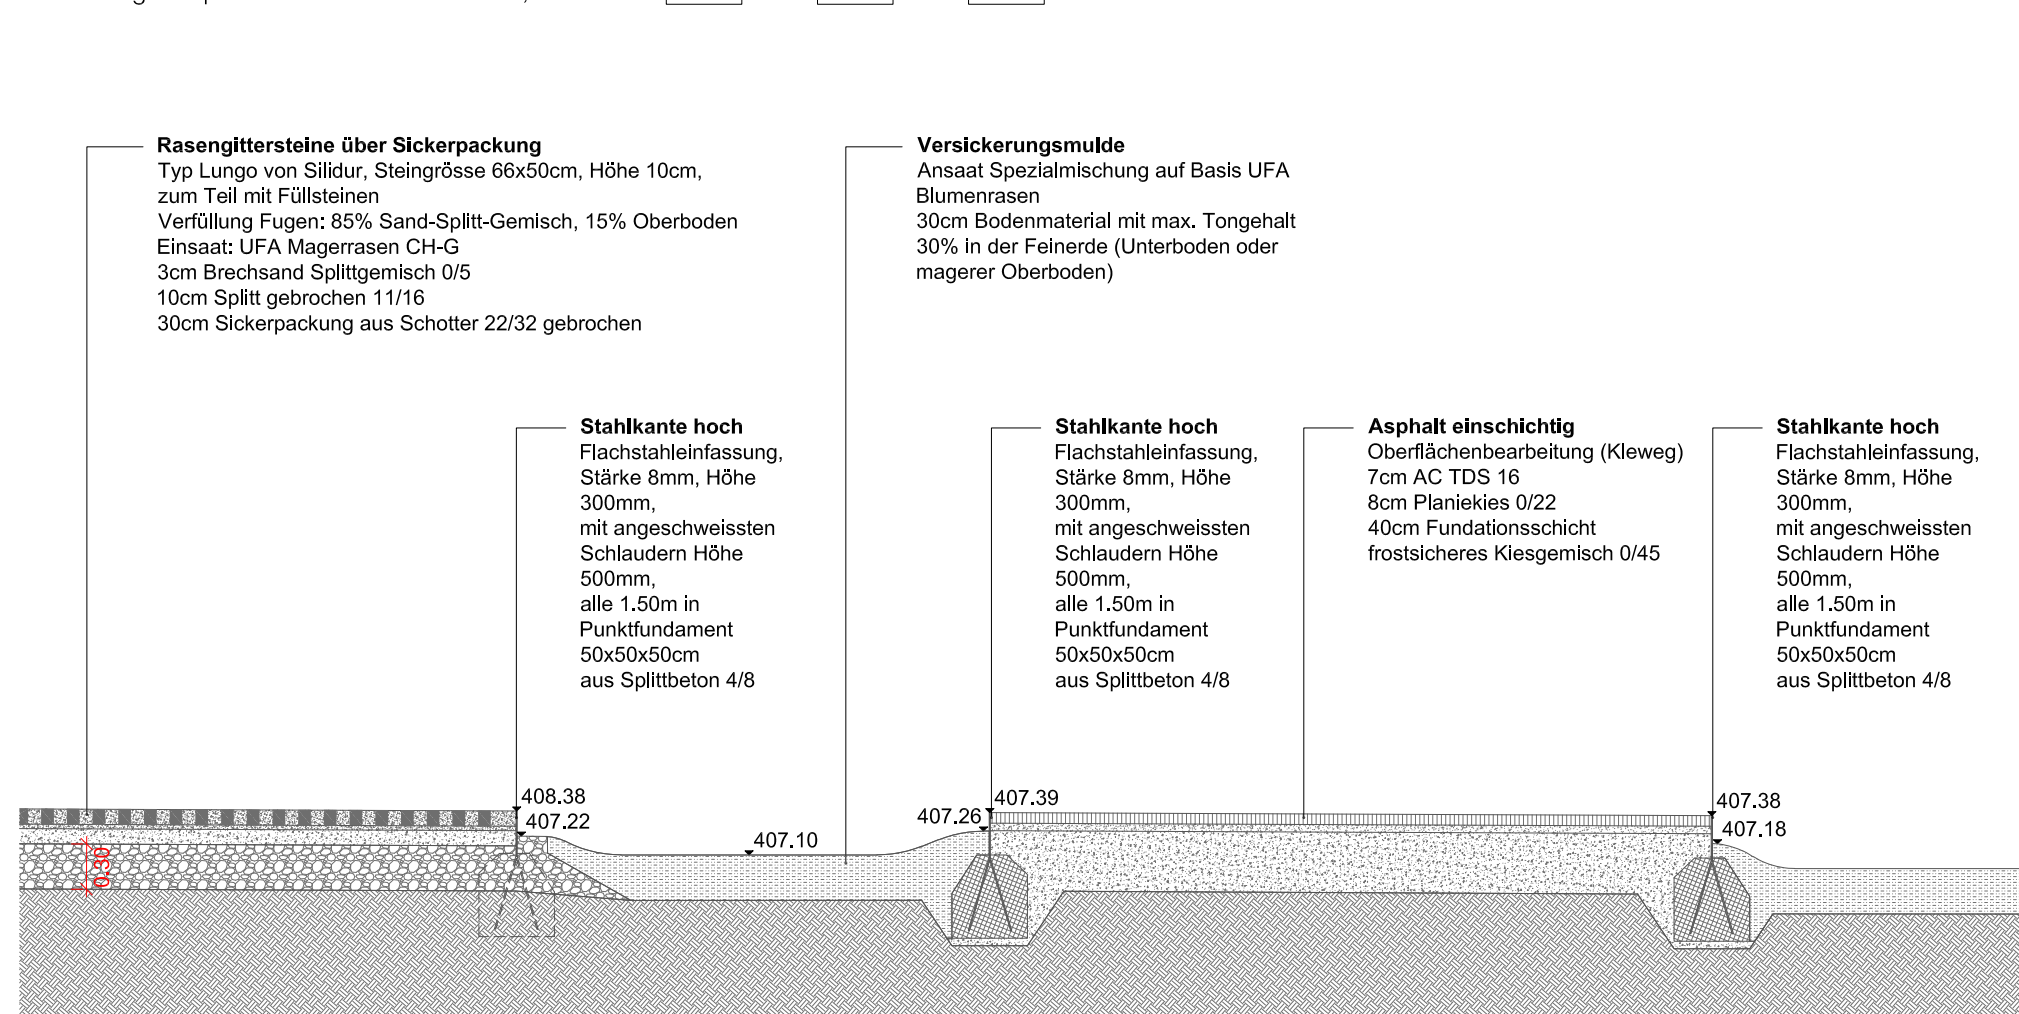 Rasengittersteine über Sickerpackung
Typ Lungo von Silidur, Steingrösse 66x50cm, Höhe 10cm,
zum Teil mit Füllsteinen
Verfüllung Fugen: 85% Sand-Splitt-Gemisch, 15% Oberboden
Einsaat: UFA Magerrasen CH-G
3cm Brechsand Splittgemisch 0/5
10cm Splitt gebrochen 11/16
30cm Sickerpackung aus Schotter 22/32 gebrochen
Versickerungsmulde
Ansaat Spezialmischung auf Basis UFA
Blumenrasen
30cm Bodenmaterial mit max. Tongehalt
30% in der Feinerde (Unterboden oder
magerer Oberboden)
Stahlkante hoch
Flachstahleinfassung,
Stärke 8mm, Höhe
300mm,
mit angeschweissten
Schlaudern Höhe
500mm,
alle 1.50m in
Punktfundament
50x50x50cm
aus Splittbeton 4/8
Stahlkante hoch
Flachstahleinfassung,
Stärke 8mm, Höhe
300mm,
mit angeschweissten
Schlaudern Höhe
500mm,
alle 1.50m in
Punktfundament
50x50x50cm
aus Splittbeton 4/8
Asphalt einschichtig
Oberflächenbearbeitung (Kleweg)
7cm AC TDS 16
8cm Planiekies 0/22
40cm Fundationsschicht
frostsicheres Kiesgemisch 0/45
Stahlkante hoch
Flachstahleinfassung,
Stärke 8mm, Höhe
300mm,
mit angeschweissten
Schlaudern Höhe
500mm,
alle 1.50m in
Punktfundament
50x50x50cm
aus Splittbeton 4/8
408.38
407.22
407.10
407.26
407.39
407.38
407.18
0.30